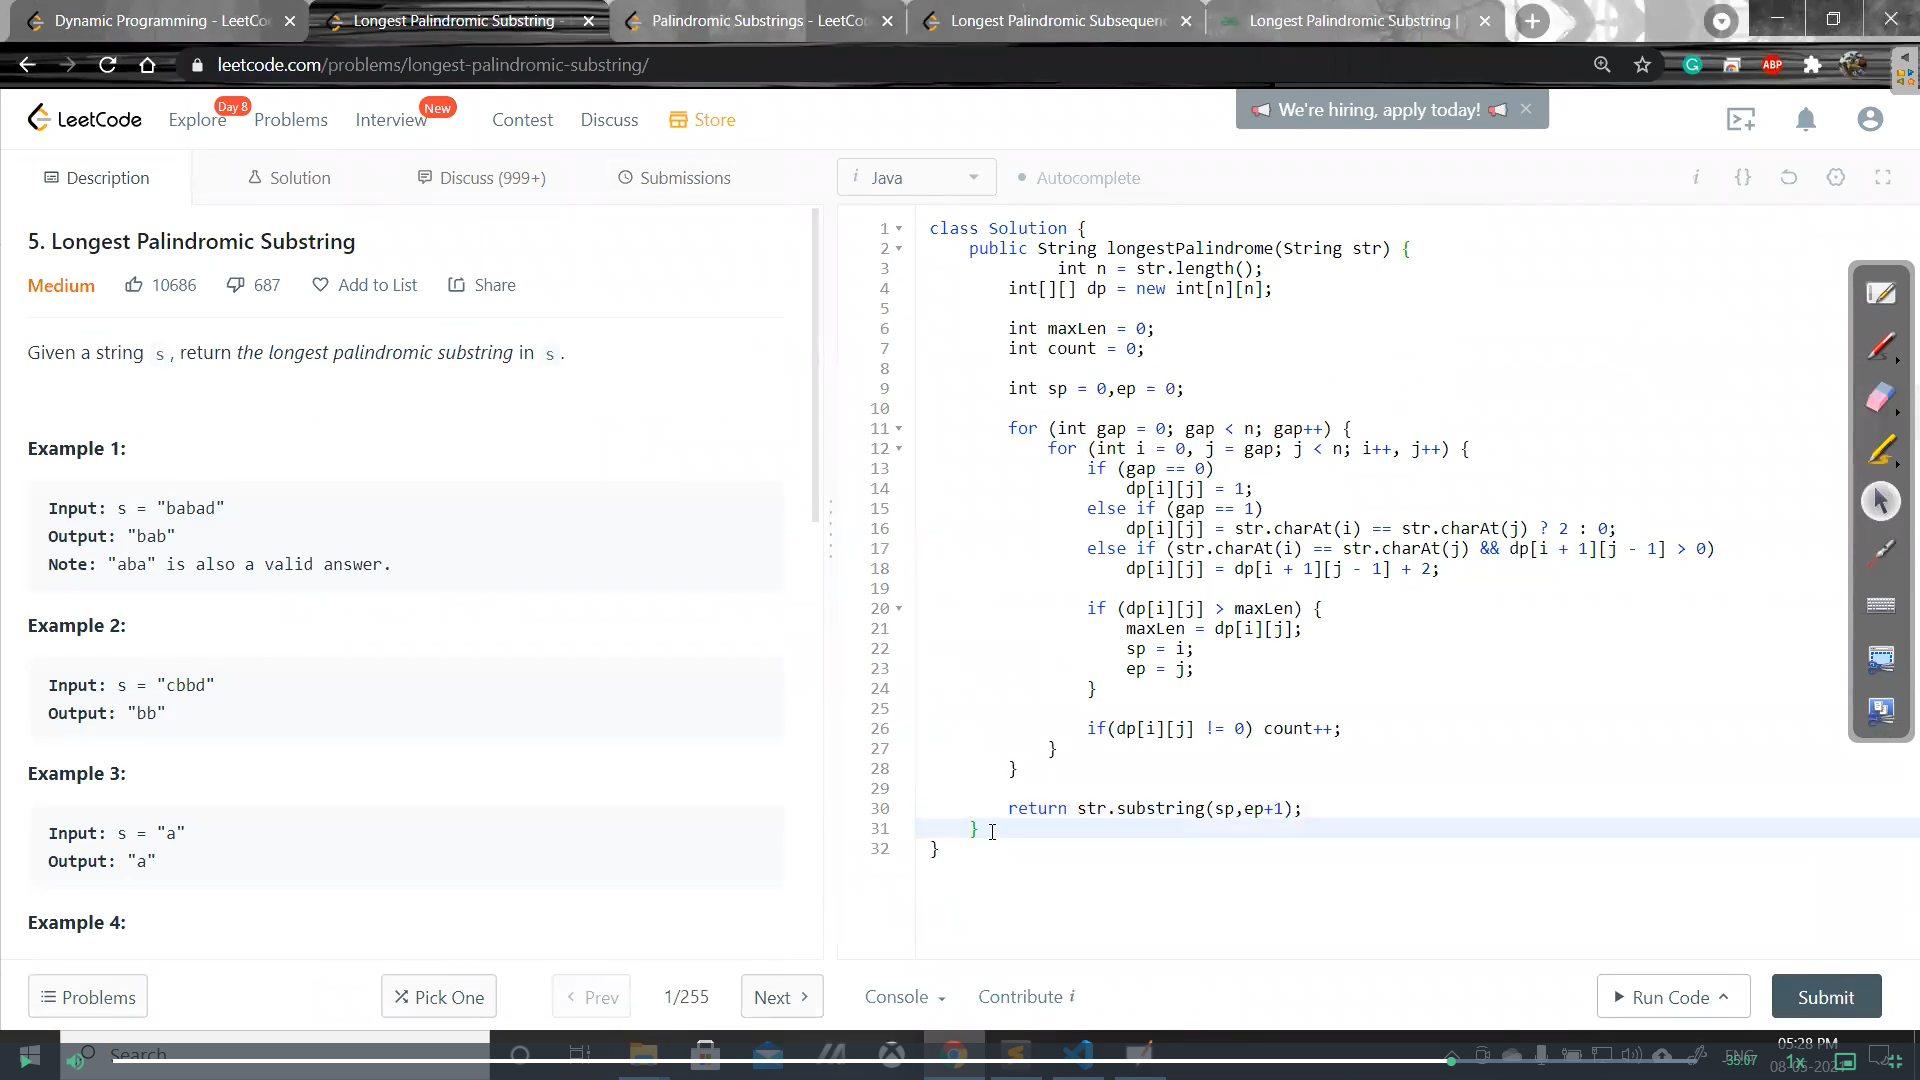 Dynamic Programming - LeetCo
Longest Palindromic Substring -
Palindromic Substrings - LeetCo
Longest Palindromic Subsequen
Longest Palindromic Substring |
leetcode.com/problems/longest-palindromic-substring/
ABP
LeetCode
Explore
Day 8
Problems
Interview
New
Contest
Discuss
Store
We're hiring, apply today!
Description
Solution
Discuss (999+)
Submissions
i Java
Autocomplete
5. Longest Palindromic Substring
Medium
10686
687
Add to List
Share
Given a string s, return the longest palindromic substring in s.
Example 1:
Input: s = "babad"
Output: "bab"
Note: "aba" is also a valid answer.
Example 2:
Input: s = "cbbd"
Output: "bb"
Example 3:
Input: s = "a"
Output: "a"
Example 4:
1 class Solution {
2 public String longestPalindrome(String str) {
3 int n = str.length();
4 int[][] dp = new int[n][n];
5
6 int maxLen = 0;
7 int count = 0;
8
9 int sp = 0,ep = 0;
10
11 for (int gap = 0; gap < n; gap++) {
12 for (int i = 0, j = gap; j < n; i++, j++) {
13 if (gap == 0)
14 dp[i][j] = 1;
15 else if (gap == 1)
16 dp[i][j] = str.charAt(i) == str.charAt(j) ? 2 : 0;
17 else if (str.charAt(i) == str.charAt(j) && dp[i + 1][j - 1] > 0)
18 dp[i][j] = dp[i + 1][j - 1] + 2;
19
20 if (dp[i][j] > maxLen) {
21 maxLen = dp[i][j];
22 sp = i;
23 ep = j;
24 }
25
26 if(dp[i][j] != 0) count++;
27 }
28 }
29
30 return str.substring(sp,ep+1);
31 }
32 }
Problems
Pick One
Prev
1/255
Next
Console
Contribute i
Run Code
Submit
Search
ENG
05:28 PM
-35:07
1x